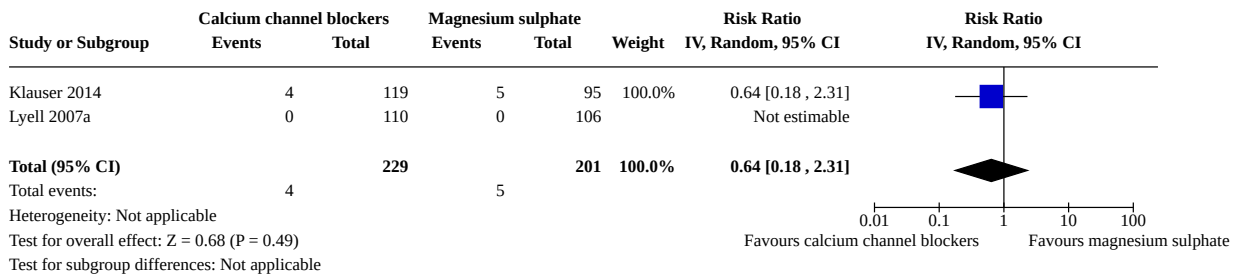 Calcium channel blockers Magnesium sulphate Risk Ratio Risk Ratio
Study or Subgroup Events Total Events Total Weight IV, Random, 95% CI IV, Random, 95% CI
Klauser 2014 4 119 5 95 100.0% 0.64 [0.18 , 2.31]
Lyell 2007a 0 110 0 106 Not estimable
Total (95% CI) 229 201 100.0% 0.64 [0.18 , 2.31]
Total events: 4 5
Heterogeneity: Not applicable 0.01 0.1 1 10 100
Test for overall effect: Z = 0.68 (P = 0.49) Favours calcium channel blockers Favours magnesium sulphate
Test for subgroup differences: Not applicable